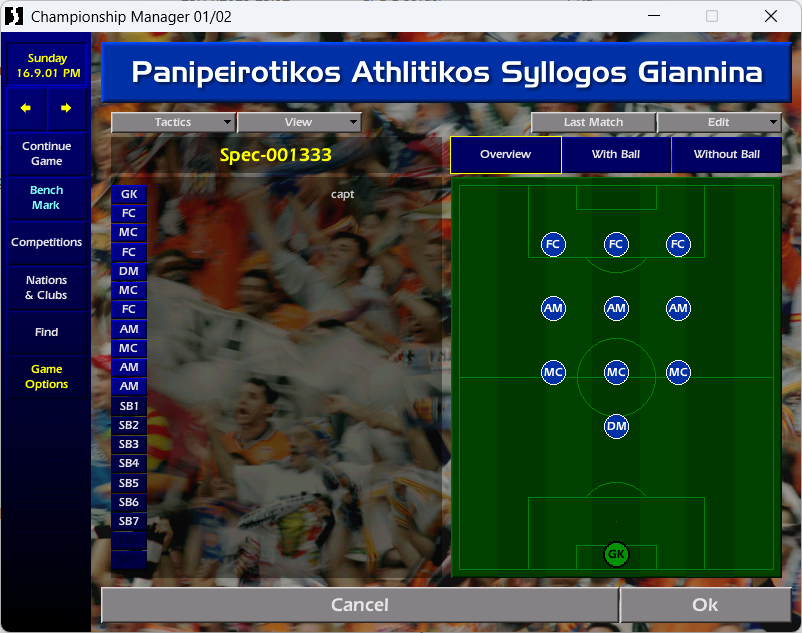 Championship Manager 01/02
Sunday
16.9.01 PM
Continue
Game
Bench
Mark
Competitions
Nations
& Clubs
Find
Game
Options
Panipeirotikos Athlitikos Syllogos Giannina
Tactics
View
Last Match
Edit
Spec-001333
Overview
With Ball
Without Ball
GK capt
FC
MC
FC
DM
MC
FC
AM
MC
AM
AM
SB1
SB2
SB3
SB4
SB5
SB6
SB7
FC FC FC
AM AM AM
MC MC MC
DM
GK
Cancel
Ok